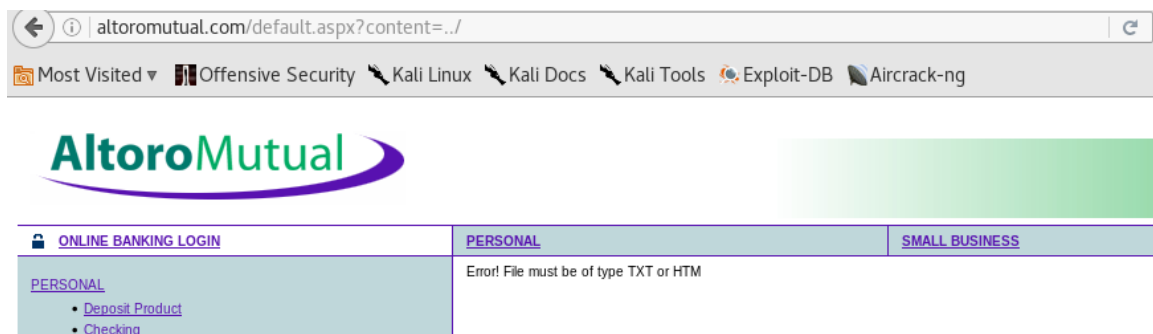 altoromutual.com/default.aspx?content=../
Most Visited Offensive Security Kali Linux Kali Docs Kali Tools Exploit-DB Aircrack-ng
AltoroMutual
ONLINE BANKING LOGIN PERSONAL SMALL BUSINESS
Error! File must be of type TXT or HTM
PERSONAL
• Deposit Product
• Checking